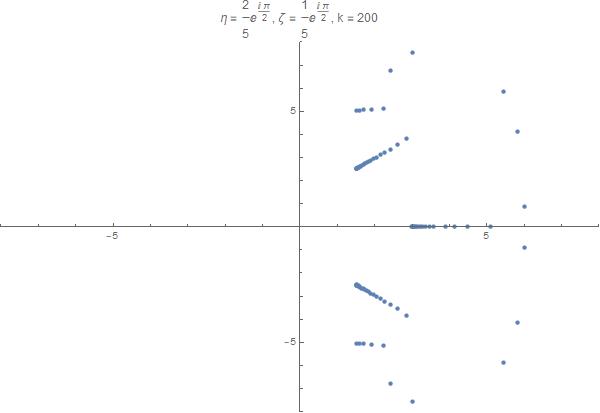 η = 2/5 e^(iπ/2), ζ = 1/5 e^(iπ/2), k = 200
5
-5
5
-5